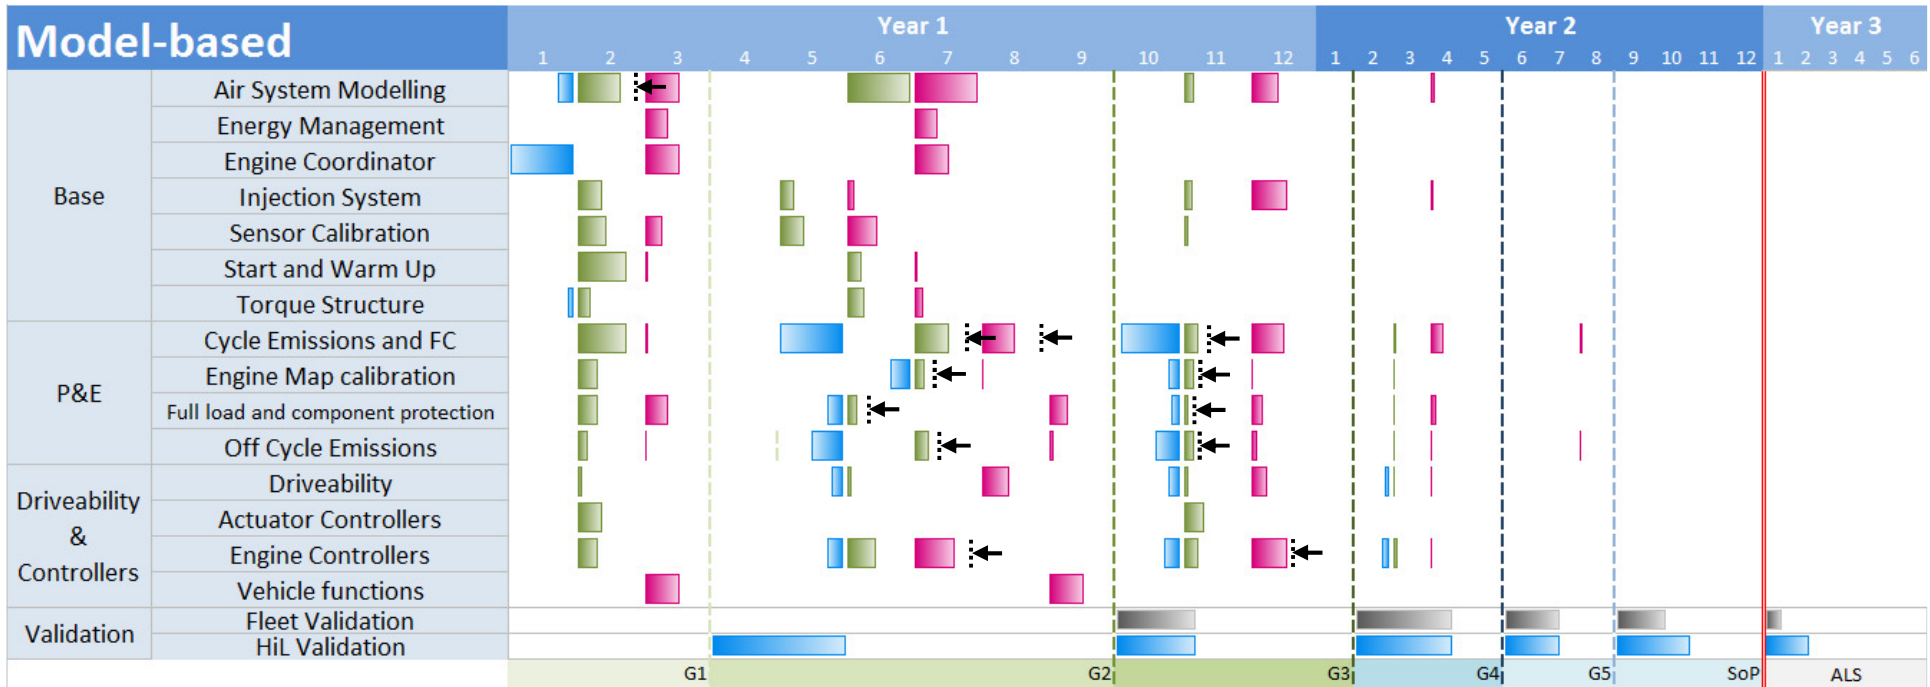 Model-based
Year 1 Year 2 Year 3
1 2 3 4 5 6 7 8 9 10 11 12 1 2 3 4 5 6 7 8 9 10 11 12 1 2 3 4 5 6
Base
Air System Modelling
Energy Management
Engine Coordinator
Injection System
Sensor Calibration
Start and Warm Up
Torque Structure
P&E
Cycle Emissions and FC
Engine Map calibration
Full load and component protection
Off Cycle Emissions
Driveability
&
Controllers
Driveability
Actuator Controllers
Engine Controllers
Vehicle functions
Validation
Fleet Validation
HiL Validation
G1 G2 G3 G4 G5 SoP ALS